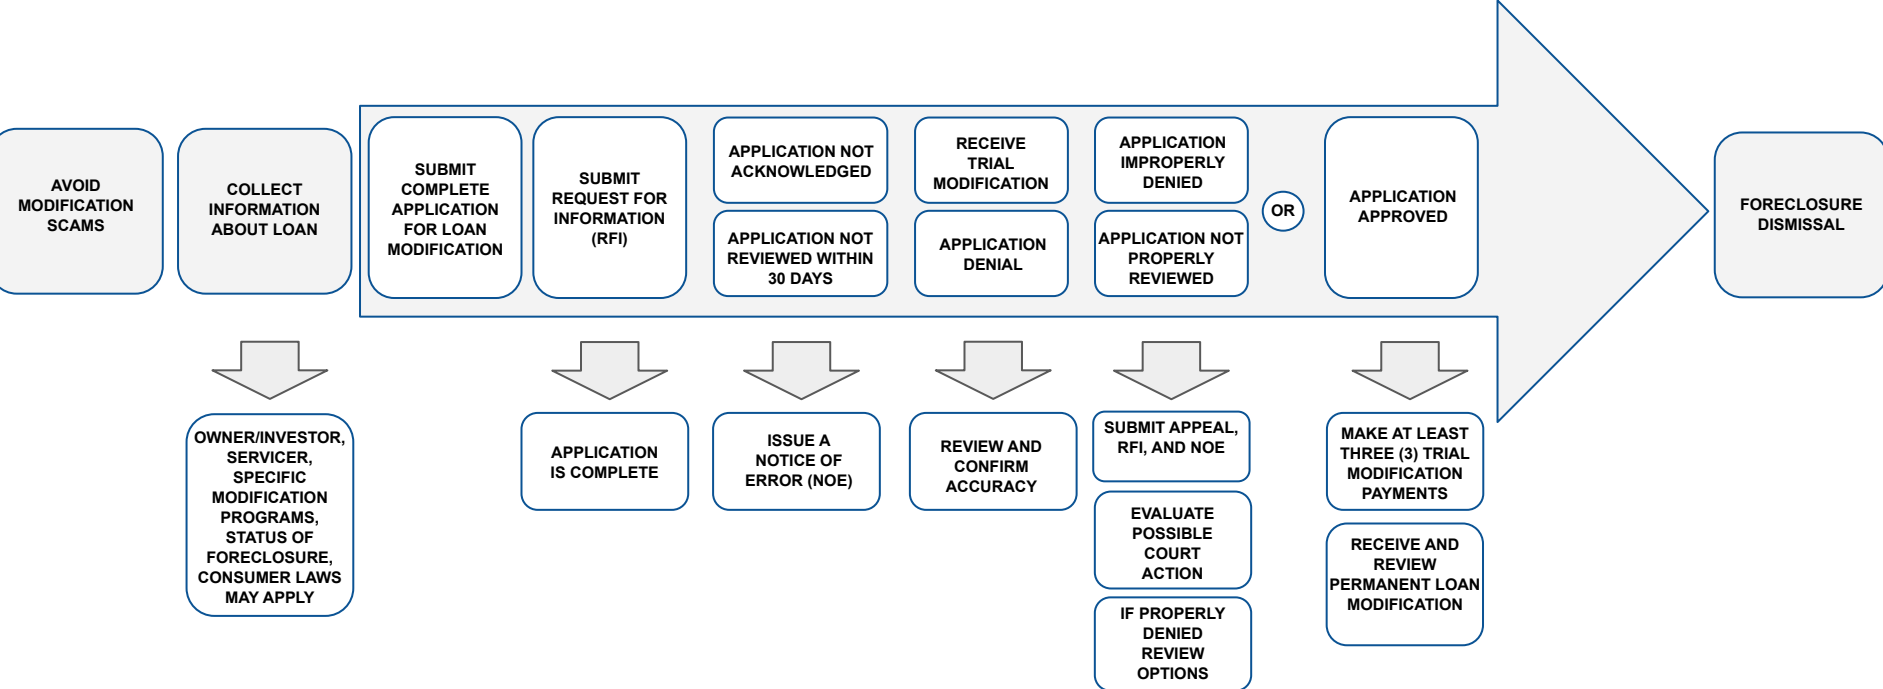 AVOID
MODIFICATION
SCAMS
COLLECT
INFORMATION
ABOUT LOAN
SUBMIT
COMPLETE
APPLICATION
FOR LOAN
MODIFICATION
SUBMIT
REQUEST FOR
INFORMATION
(RFI)
APPLICATION NOT
ACKNOWLEDGED
APPLICATION NOT
REVIEWED WITHIN
30 DAYS
RECEIVE
TRIAL
MODIFICATION
APPLICATION
DENIAL
APPLICATION
IMPROPERLY
DENIED
APPLICATION NOT
PROPERLY
REVIEWED
OR
APPLICATION
APPROVED
FORECLOSURE
DISMISSAL
OWNER/INVESTOR,
SERVICER,
SPECIFIC
MODIFICATION
PROGRAMS,
STATUS OF
FORECLOSURE,
CONSUMER LAWS
MAY APPLY
APPLICATION
IS COMPLETE
ISSUE A
NOTICE OF
ERROR (NOE)
REVIEW AND
CONFIRM
ACCURACY
SUBMIT APPEAL,
RFI, AND NOE
EVALUATE
POSSIBLE
COURT
ACTION
IF PROPERLY
DENIED
REVIEW
OPTIONS
MAKE AT LEAST
THREE (3) TRIAL
MODIFICATION
PAYMENTS
RECEIVE AND
REVIEW
PERMANENT LOAN
MODIFICATION